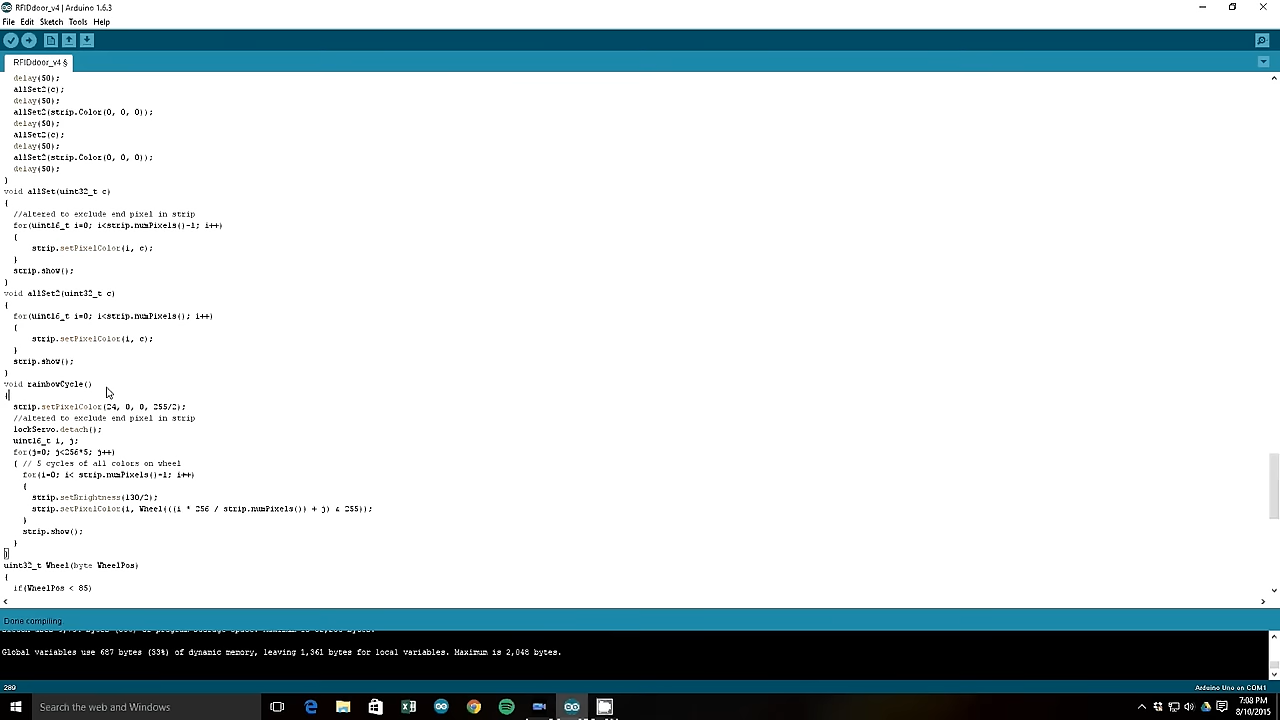 RFIDdoor_v4 | Arduino 1.6.3
File Edit Sketch Tools Help
RFIDdoor_v4 §
delay(50);
allSet2(c);
delay(50);
allSet2(strip.Color(0, 0, 0));
delay(50);
allSet2(c);
delay(50);
allSet2(strip.Color(0, 0, 0));
delay(50);
}
void allSet(uint32_t c)
{
//altered to exclude end pixel in strip
for(uint16_t i=0; i<strip.numPixels()-1; i++)
{
strip.setPixelColor(i, c);
}
strip.show();
}
void allSet2(uint32_t c)
{
for(uint16_t i=0; i<strip.numPixels(); i++)
{
strip.setPixelColor(i, c);
}
strip.show();
}
void rainbowCycle()
{
strip.setPixelColor(24, 0, 0, 255/2);
//altered to exclude end pixel in strip
lockServo.detach();
uint16_t i, j;
for(j=0; j<256*5; j++)
{ // 5 cycles of all colors on wheel
for(i=0; i< strip.numPixels()-1; i++)
{
strip.setBrightness(130/2);
strip.setPixelColor(i, Wheel(((i * 256 / strip.numPixels()) + j) & 255));
}
strip.show();
}
}
uint32_t Wheel(byte WheelPos)
{
if(WheelPos < 85)
Done compiling.
Global variables use 687 bytes (33%) of dynamic memory, leaving 1,361 bytes for local variables. Maximum is 2,048 bytes.
289
Arduino Uno on COM1
Search the web and Windows
7:08 PM
8/10/2015